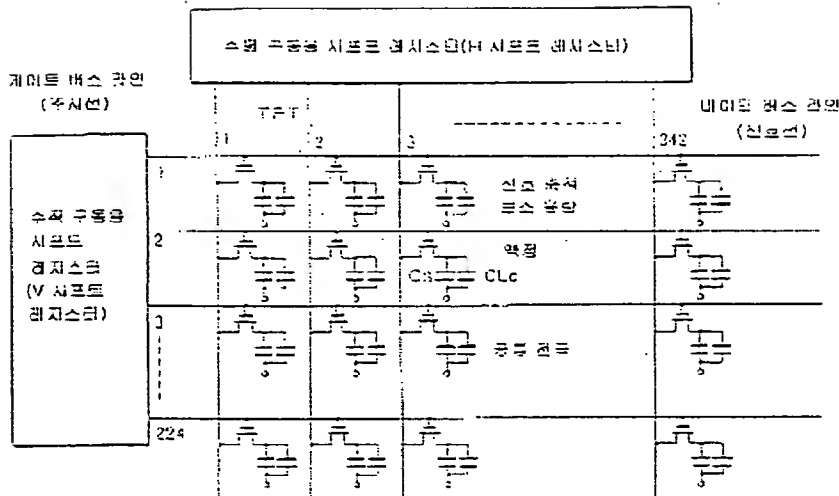 수평 구동용 시프트 레지스터(H 시프트 레지스터)
게이트 버스 라인
(주사선)
TFT
데이터 버스 라인
(신호선)
1
2
3
342
1
신호 축적
보조 용량
수직 구동용
시프트
레지스터
(V 시프트
레지스터)
2
액정
Cs
CLc
3
공통 전극
224